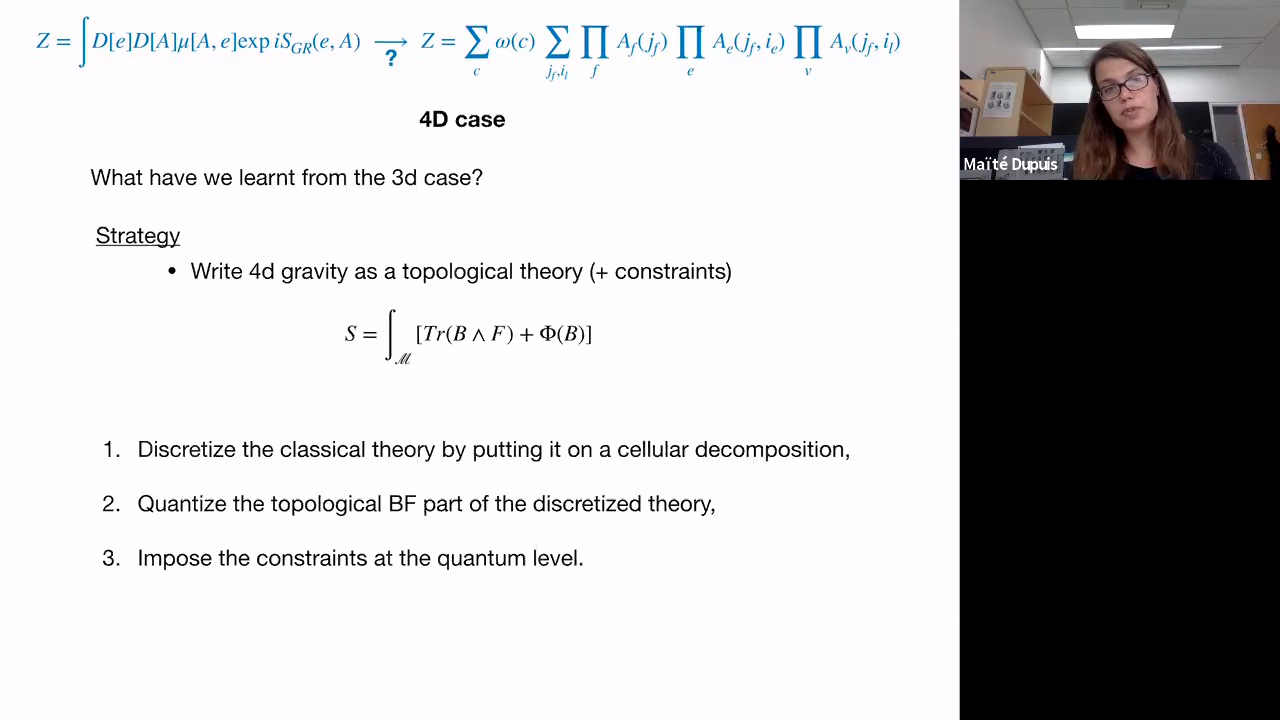 Z = ∫ D[e]D[A]μ[A, e]exp iS_{GR}(e, A) ⟶ ? Z = ∑_c ω(c) ∑_{j_f,i_l} ∏_f A_f(j_f) ∏_e A_e(j_f, i_e) ∏_v A_v(j_f, i_l)
4D case
What have we learnt from the 3d case?
Strategy
• Write 4d gravity as a topological theory (+ constraints)
S = ∫_ℳ [Tr(B ∧ F) + Φ(B)]
1. Discretize the classical theory by putting it on a cellular decomposition,
2. Quantize the topological BF part of the discretized theory,
3. Impose the constraints at the quantum level.
Maïté Dupuis